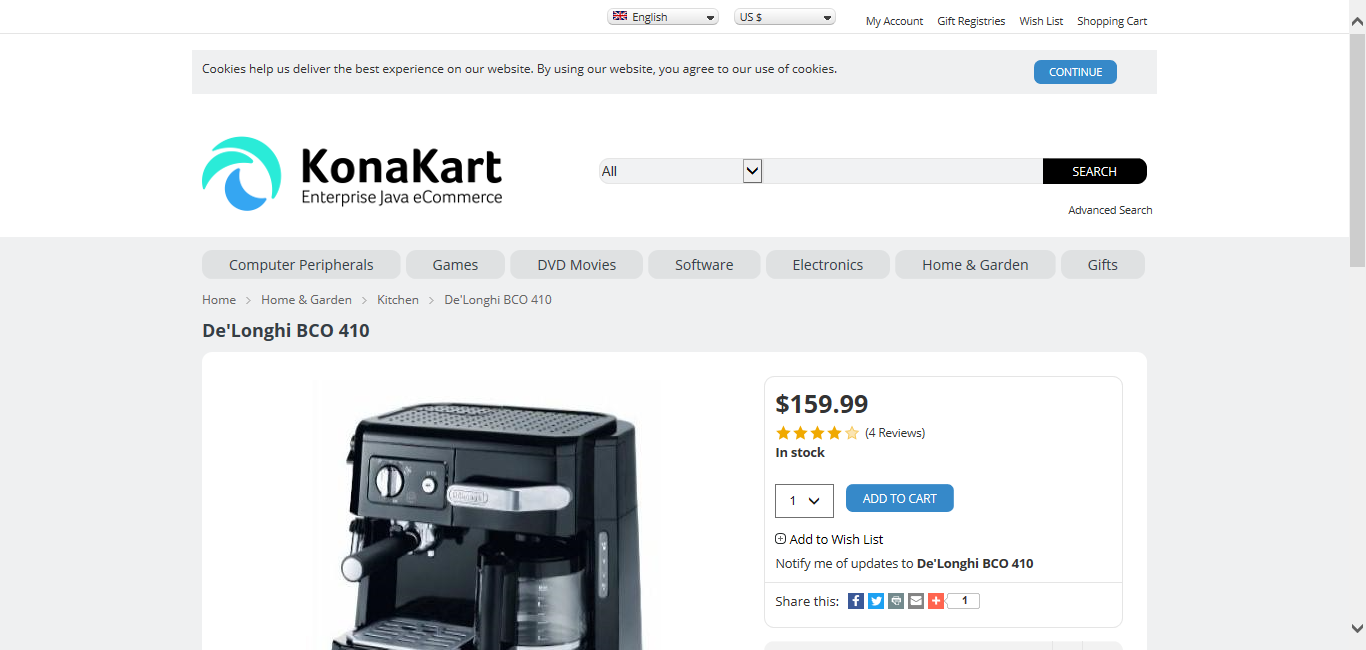 English
US $
My Account
Gift Registries
Wish List
Shopping Cart
Cookies help us deliver the best experience on our website. By using our website, you agree to our use of cookies.
CONTINUE
KonaKart
Enterprise Java eCommerce
All
SEARCH
Advanced Search
Computer Peripherals
Games
DVD Movies
Software
Electronics
Home & Garden
Gifts
Home > Home & Garden > Kitchen > De'Longhi BCO 410
De'Longhi BCO 410
$159.99
(4 Reviews)
In stock
1
ADD TO CART
Add to Wish List
Notify me of updates to De'Longhi BCO 410
Share this:
1